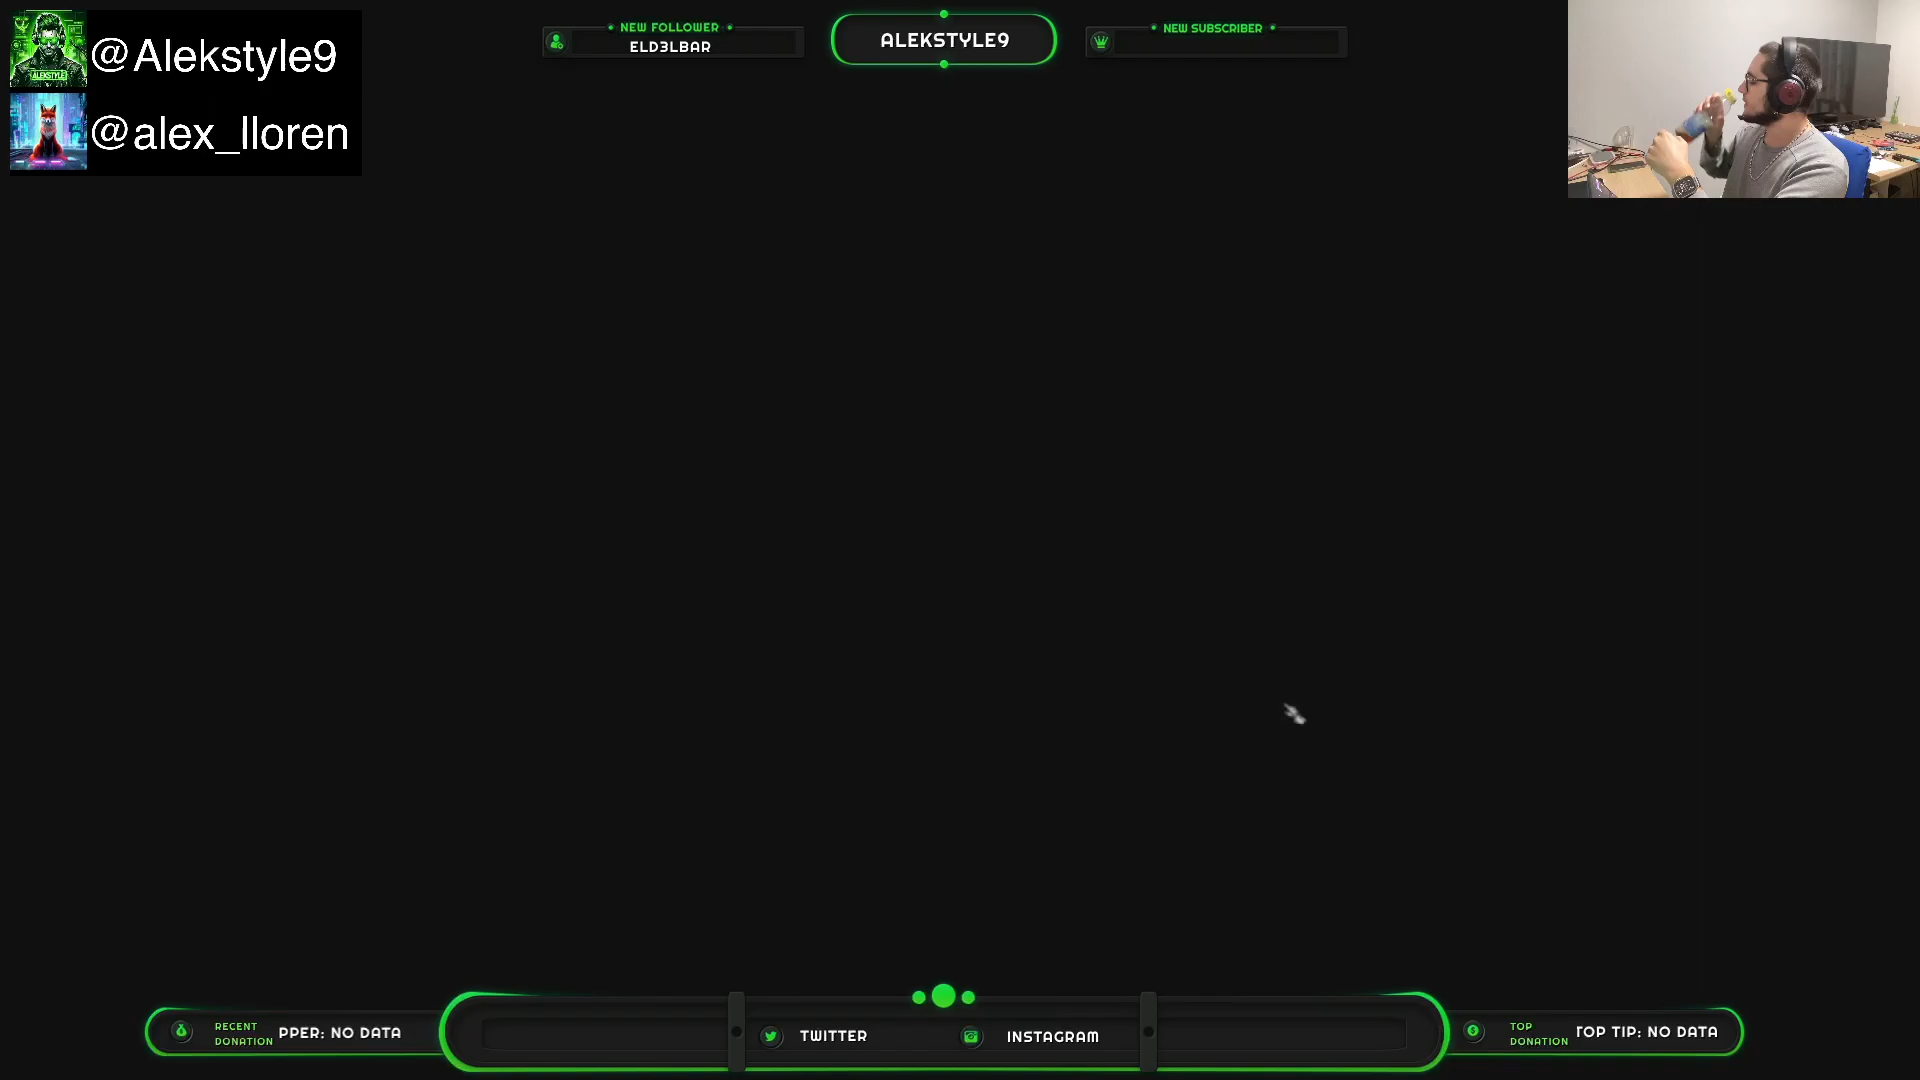 @Alekstyle9
ALEKSTYLE
@alex_lloren
NEW FOLLOWER
ELD3LBAR
ALEKSTYLE9
NEW SUBSCRIBER
RECENT
DONATION
PPER: NO DATA
TWITTER
INSTAGRAM
TOP
DONATION
TOP TIP: NO DATA